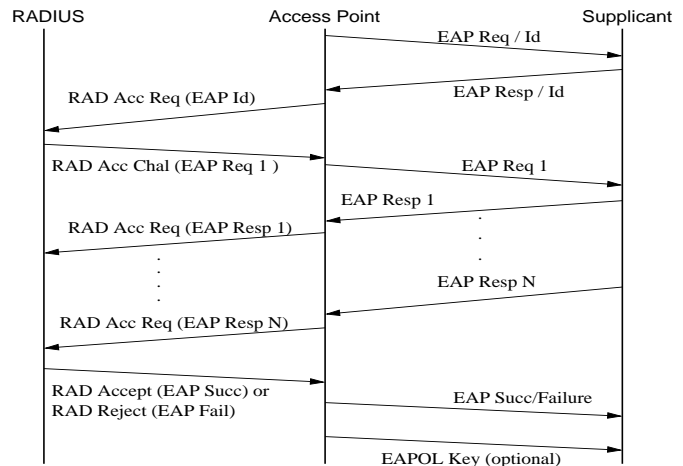 RADIUS
Access Point
Supplicant
EAP Req / Id
EAP Resp / Id
RAD Acc Req (EAP Id)
RAD Acc Chal (EAP Req 1 )
EAP Req 1
EAP Resp 1
RAD Acc Req (EAP Resp 1)
EAP Resp N
RAD Acc Req (EAP Resp N)
RAD Accept (EAP Succ) or
RAD Reject (EAP Fail)
EAP Succ/Failure
EAPOL Key (optional)